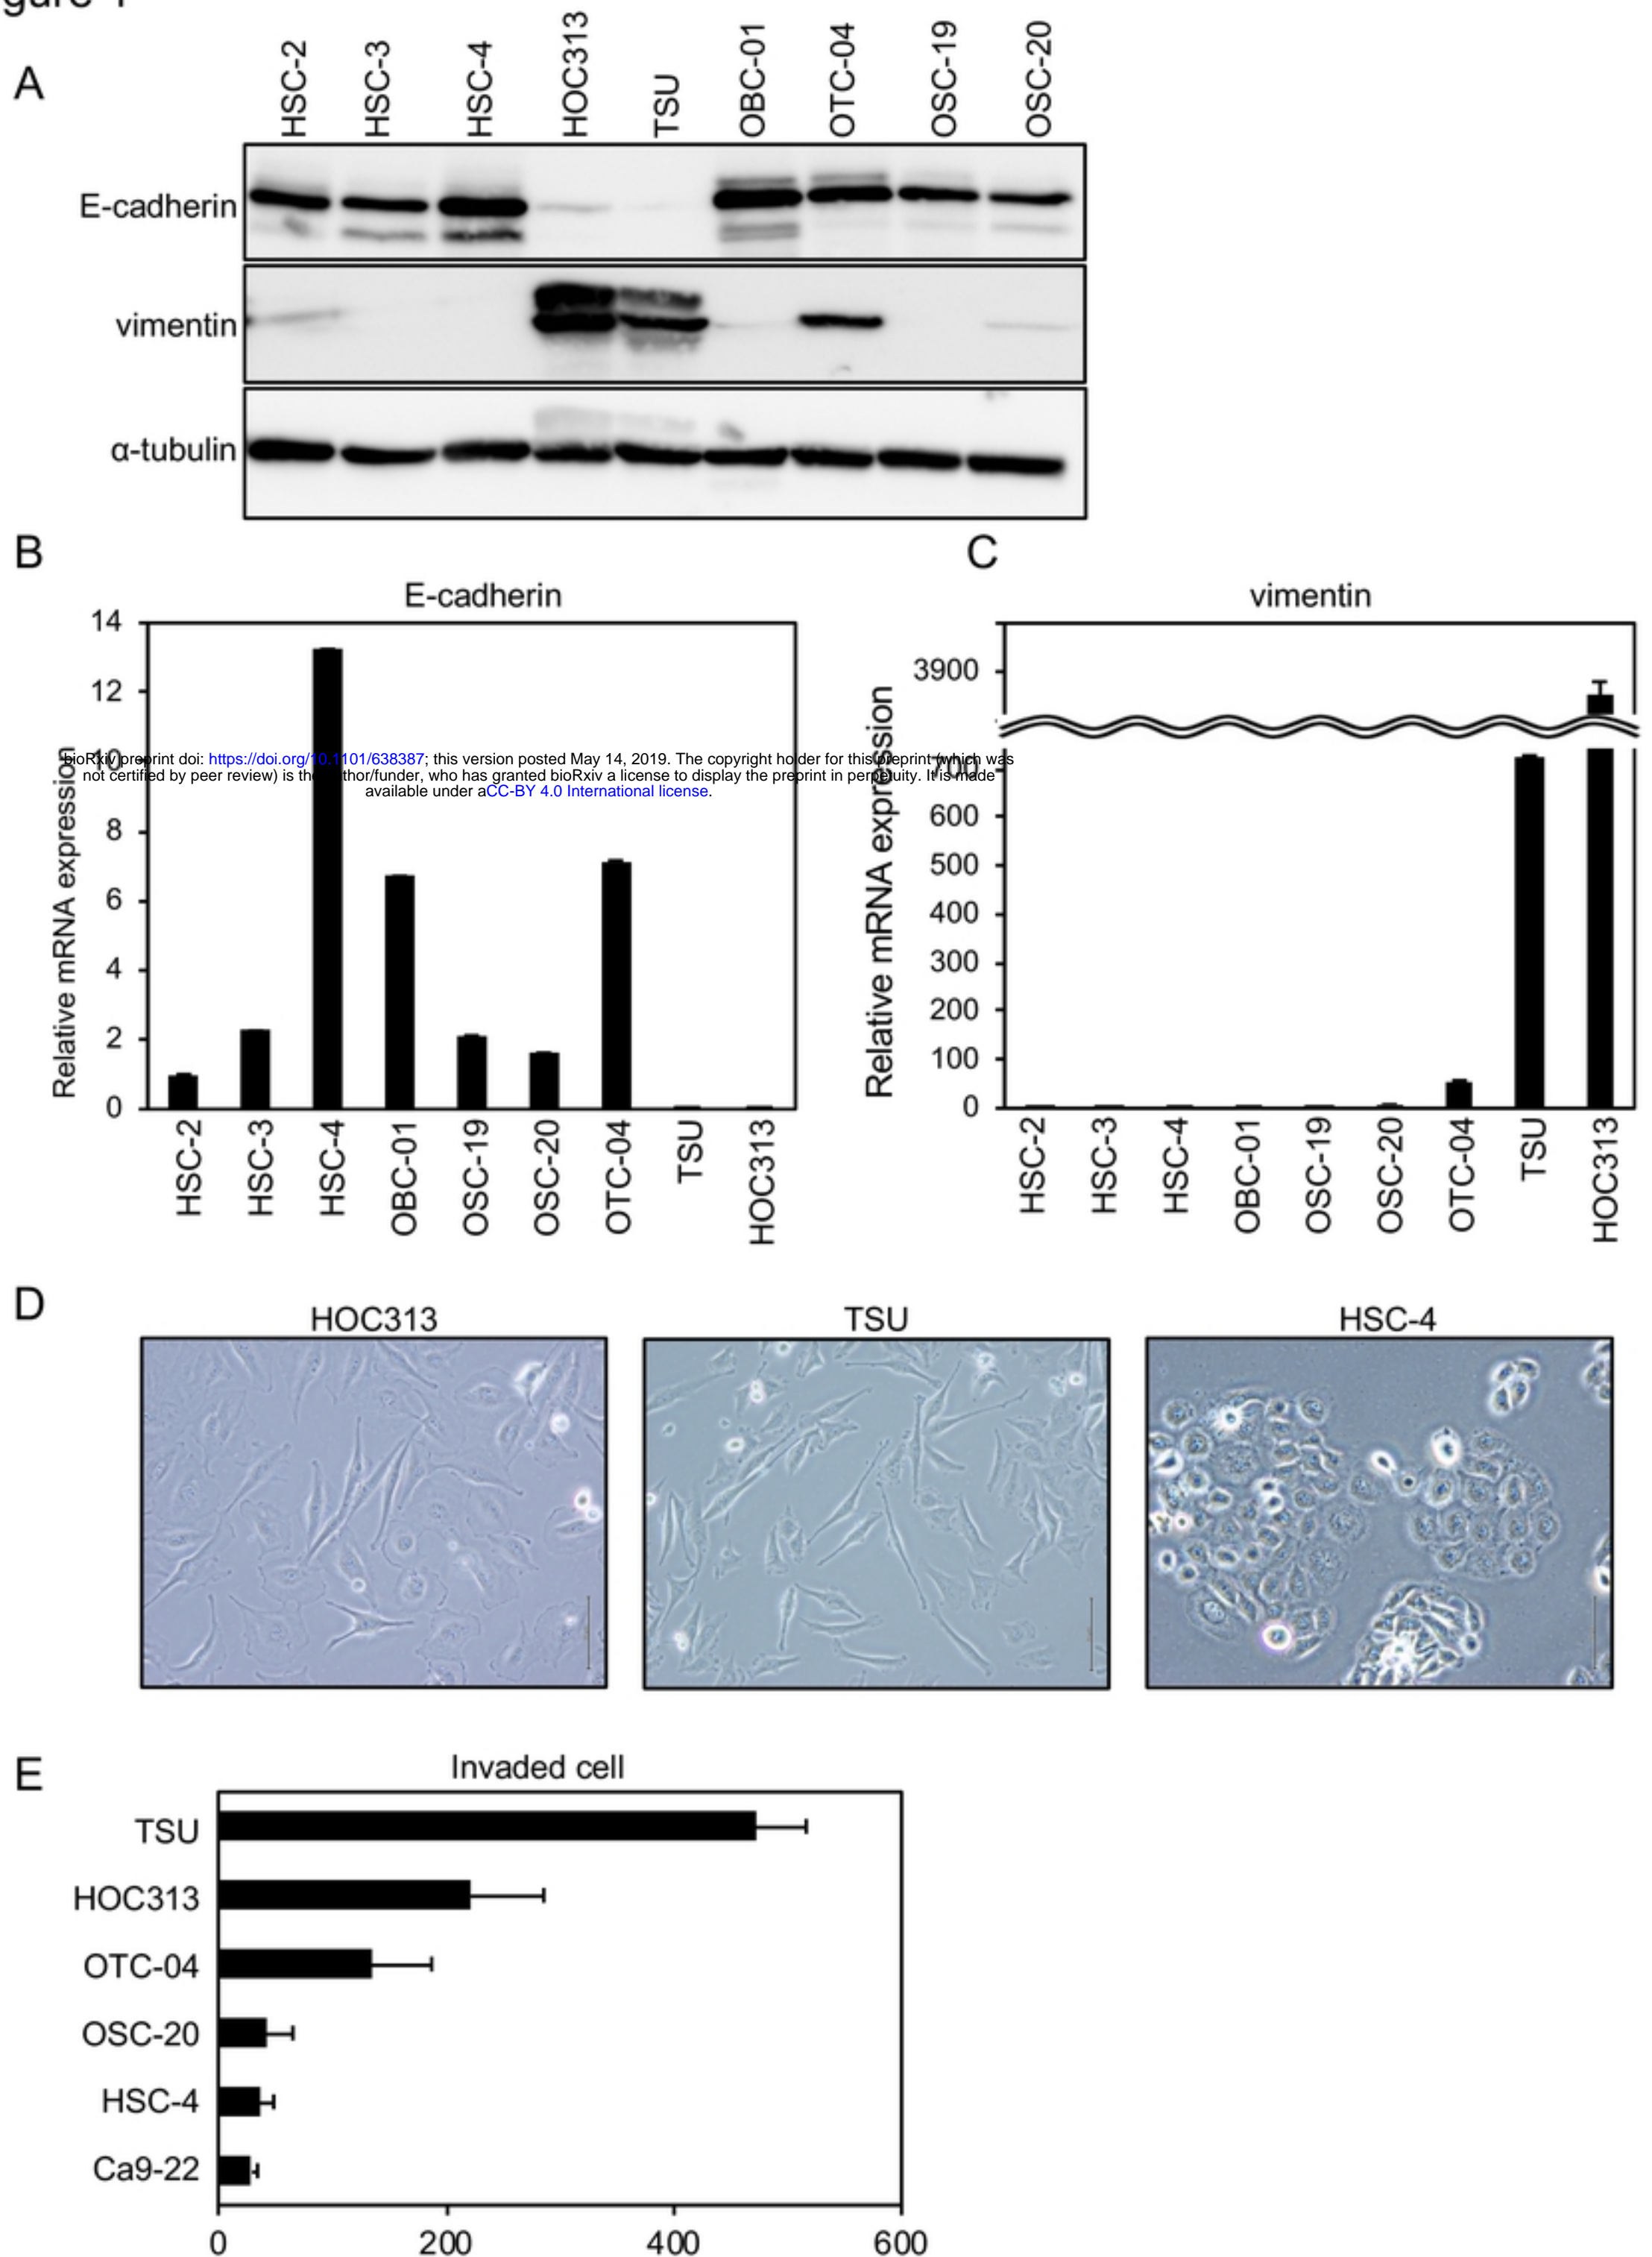 A
HSC-2 HSC-3 HSC-4 HOC313 TSU OBC-01 OTC-04 OSC-19 OSC-20
E-cadherin
vimentin
α-tubulin
B
E-cadherin
Relative mRNA expression
14
12
10
8
6
4
2
0
HSC-2 HSC-3 HSC-4 OBC-01 OSC-19 OSC-20 OTC-04 TSU HOC313
C
vimentin
Relative mRNA expression
3900
700
600
500
400
300
200
100
0
HSC-2 HSC-3 HSC-4 OBC-01 OSC-19 OSC-20 OTC-04 TSU HOC313
bioRxiv preprint doi: https://doi.org/10.1101/638387; this version posted May 14, 2019. The copyright holder for this preprint (which was
not certified by peer review) is the author/funder, who has granted bioRxiv a license to display the preprint in perpetuity. It is made
available under aCC-BY 4.0 International license.
D
HOC313 TSU HSC-4
E
Invaded cell
TSU
HOC313
OTC-04
OSC-20
HSC-4
Ca9-22
0 200 400 600